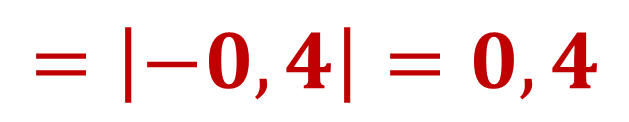 = |−0,4| = 0,4